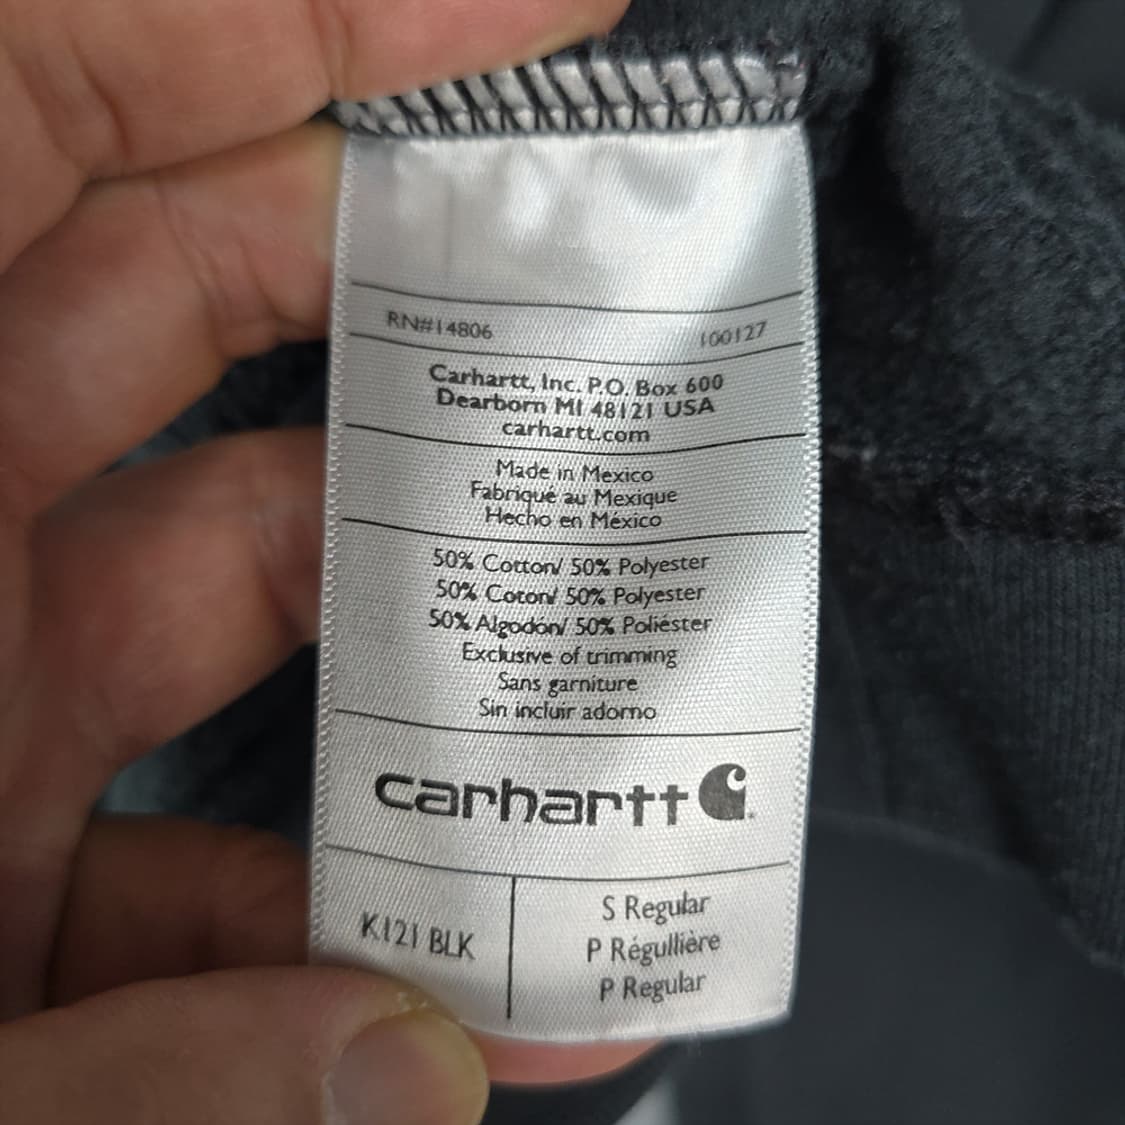 RN#14806 100127
Carhartt, Inc. P.O. Box 600
Dearborn MI 48121 USA
carhartt.com
Made in Mexico
Fabriqué au Mexique
Hecho en México
50% Cotton/ 50% Polyester
50% Coton/ 50% Polyester
50% Algodón/ 50% Poliéster
Exclusive of trimming
Sans garniture
Sin incluir adorno
carhartt
K121 BLK
S Regular
P Régullière
P Regular